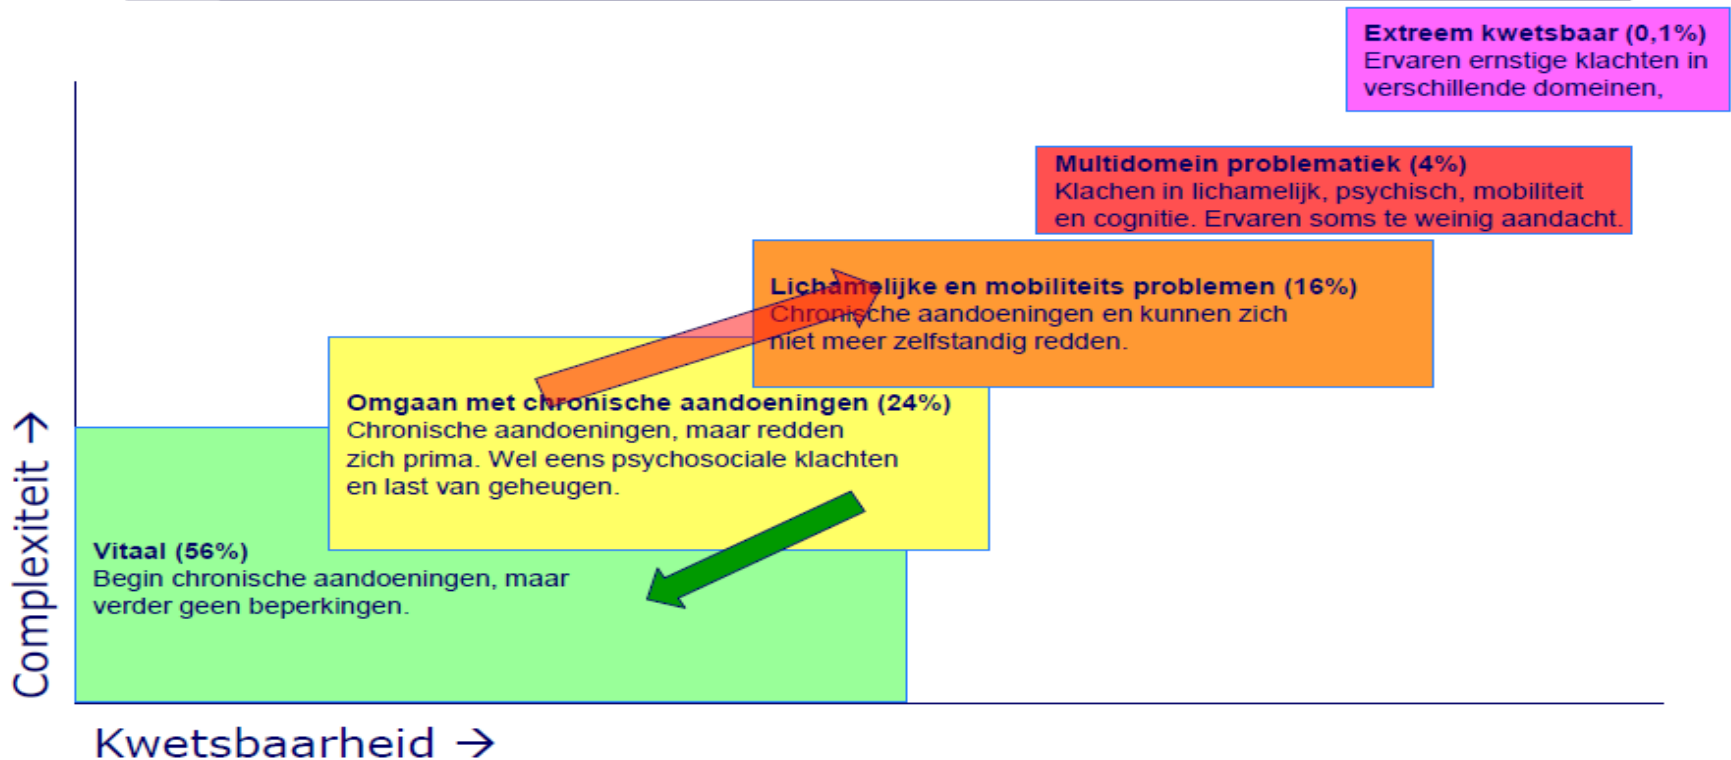 Extreem kwetsbaar (0,1%)
Ervaren ernstige klachten in
verschillende domeinen,
Multidomein problematiek (4%)
Klachen in lichamelijk, psychisch, mobiliteit
en cognitie. Ervaren soms te weinig aandacht.
Lichamelijke en mobiliteits problemen (16%)
Chronische aandoeningen en kunnen zich
niet meer zelfstandig redden.
Omgaan met chronische aandoeningen (24%)
Chronische aandoeningen, maar redden
zich prima. Wel eens psychosociale klachten
en last van geheugen.
Vitaal (56%)
Begin chronische aandoeningen, maar
verder geen beperkingen.
Complexiteit →
Kwetsbaarheid →